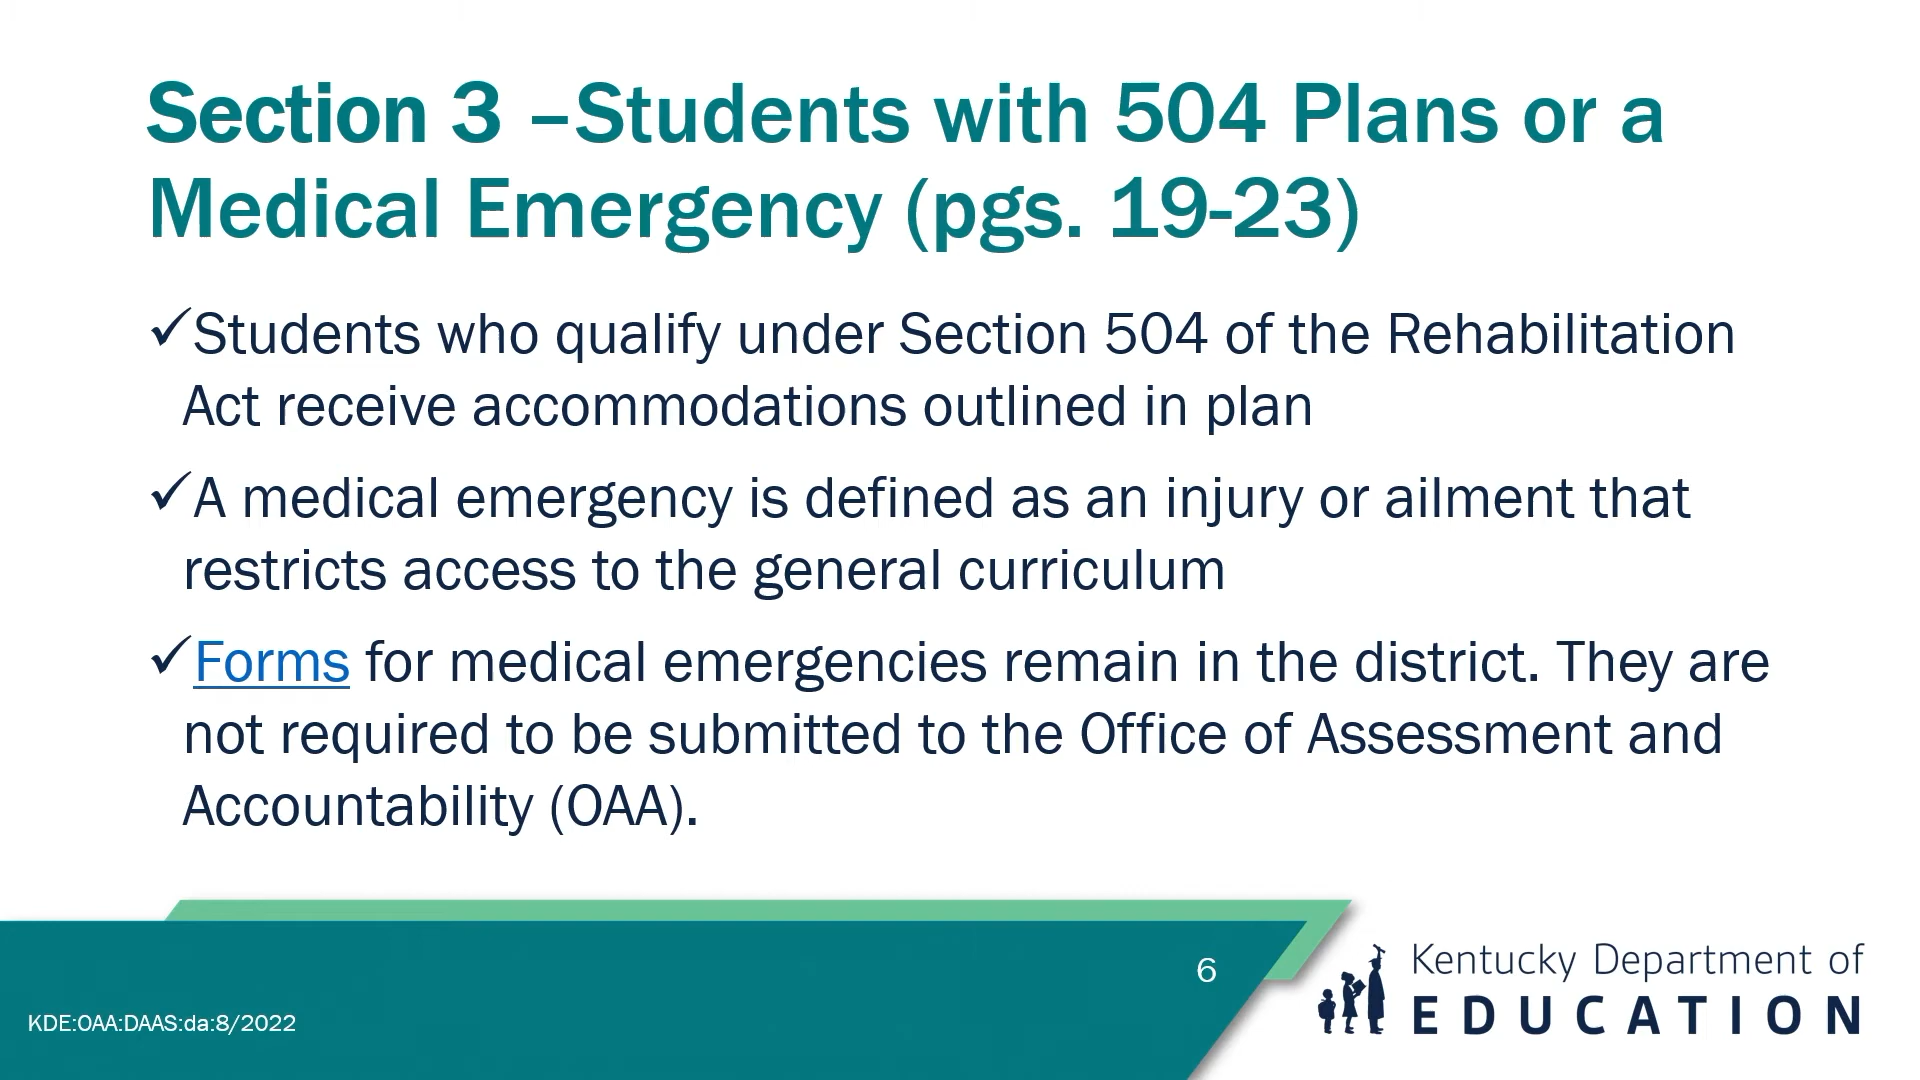 Section 3 –Students with 504 Plans or a
Medical Emergency (pgs. 19-23)
✓Students who qualify under Section 504 of the Rehabilitation
Act receive accommodations outlined in plan
✓A medical emergency is defined as an injury or ailment that
restricts access to the general curriculum
✓Forms for medical emergencies remain in the district. They are
not required to be submitted to the Office of Assessment and
Accountability (OAA).
6
KDE:OAA:DAAS:da:8/2022
Kentucky Department of
EDUCATION